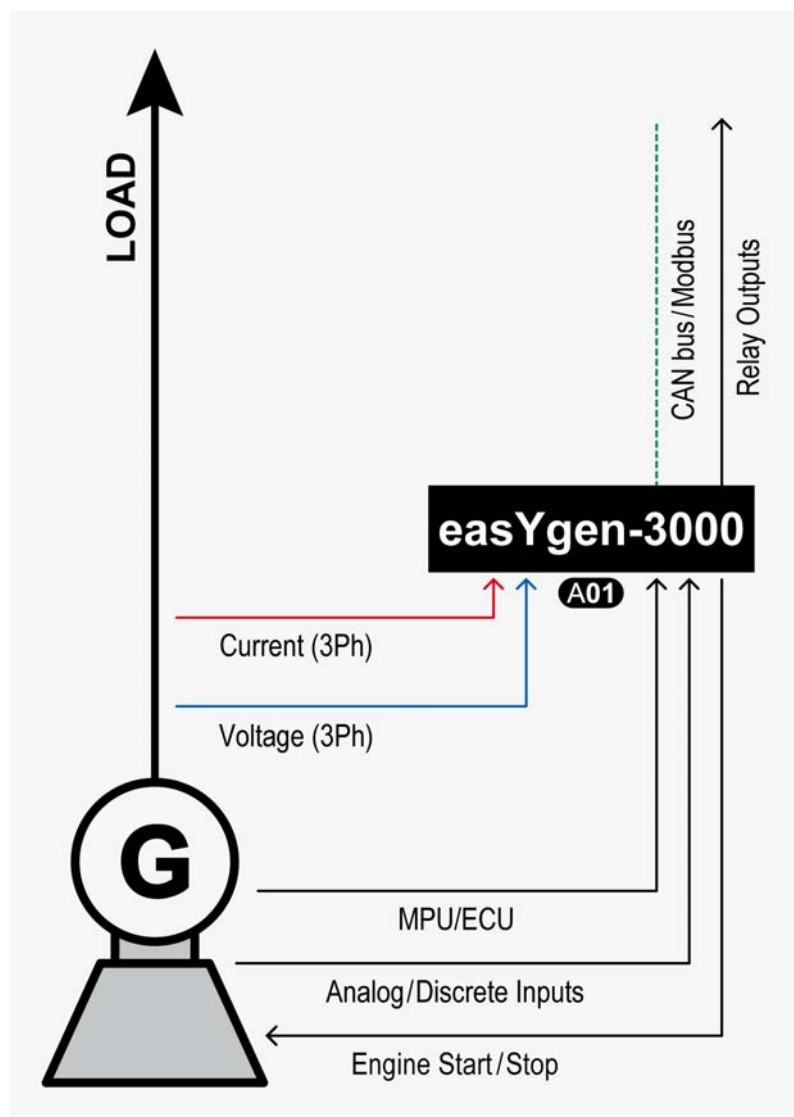 LOAD
CAN bus/Modbus
Relay Outputs
easYgen-3000
A01
Current (3Ph)
Voltage (3Ph)
G
MPU/ECU
Analog/Discrete Inputs
Engine Start/Stop